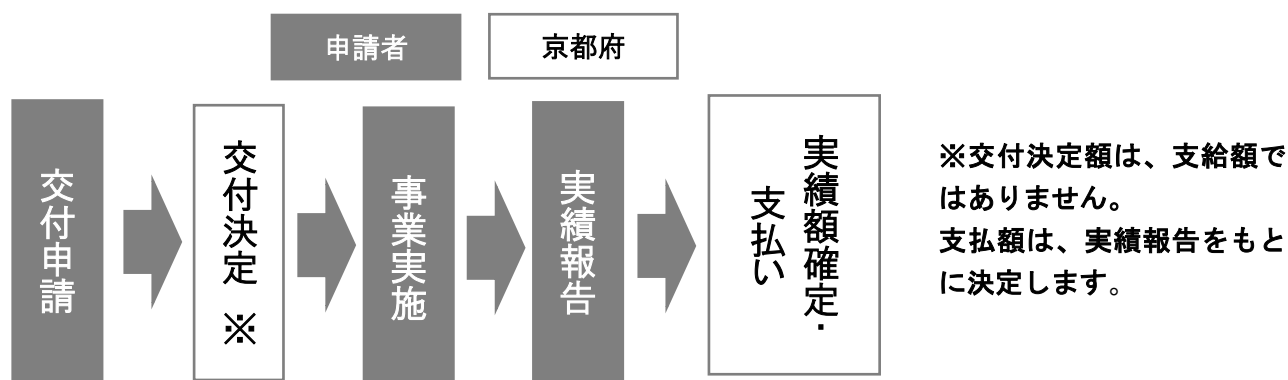 申請者
京都府
交付申請
交付決定 ※
事業実施
実績報告
実績額確定・
支払い
※交付決定額は、支給額で
はありません。
支払額は、実績報告をもと
に決定します。